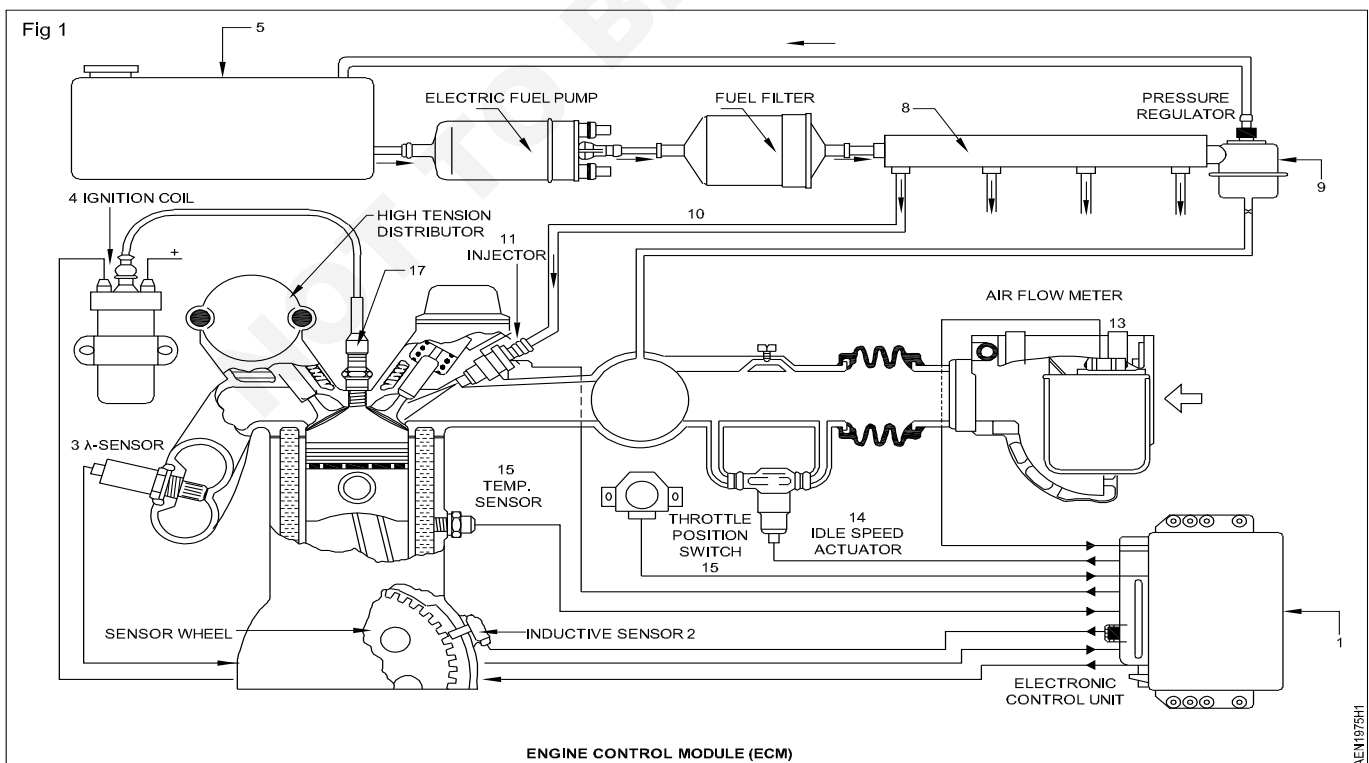 Fig 1
5
ELECTRIC FUEL PUMP
FUEL FILTER
8
PRESSURE
REGULATOR
9
4 IGNITION COIL
+
HIGH TENSION
DISTRIBUTOR
17
10
11
INJECTOR
AIR FLOW METER
13
3 λ-SENSOR
15
TEMP.
SENSOR
THROTTLE
POSITION
SWITCH
15
14
IDLE SPEED
ACTUATOR
SENSOR WHEEL
INDUCTIVE SENSOR 2
1
ELECTRONIC
CONTROL UNIT
ENGINE CONTROL MODULE (ECM)
AEN1975H1
NOT TO B